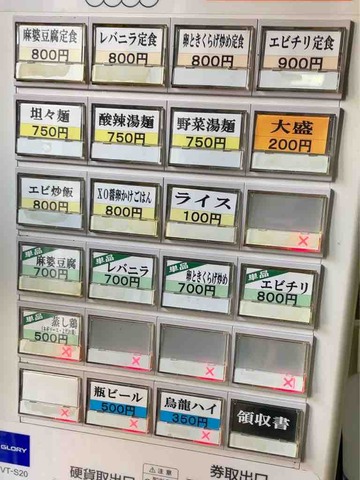 麻婆豆腐定食
800円
レバニラ定食
800円
卵ときくらげ炒め定食
800円
エビチリ定食
900円
坦々麺
750円
酸辣湯麺
750円
野菜湯麺
750円
大盛
200円
エビ炒飯
800円
XO醬卵かけごはん
800円
ライス
100円
単品
麻婆豆腐
700円
単品
レバニラ
700円
単品
卵ときくらげ炒め
700円
単品
エビチリ
800円
単品
蒸し鶏
500円
瓶ビール
500円
烏龍ハイ
350円
領収書
GLORY
VT-S20
硬貨取出口
注意
券取出口